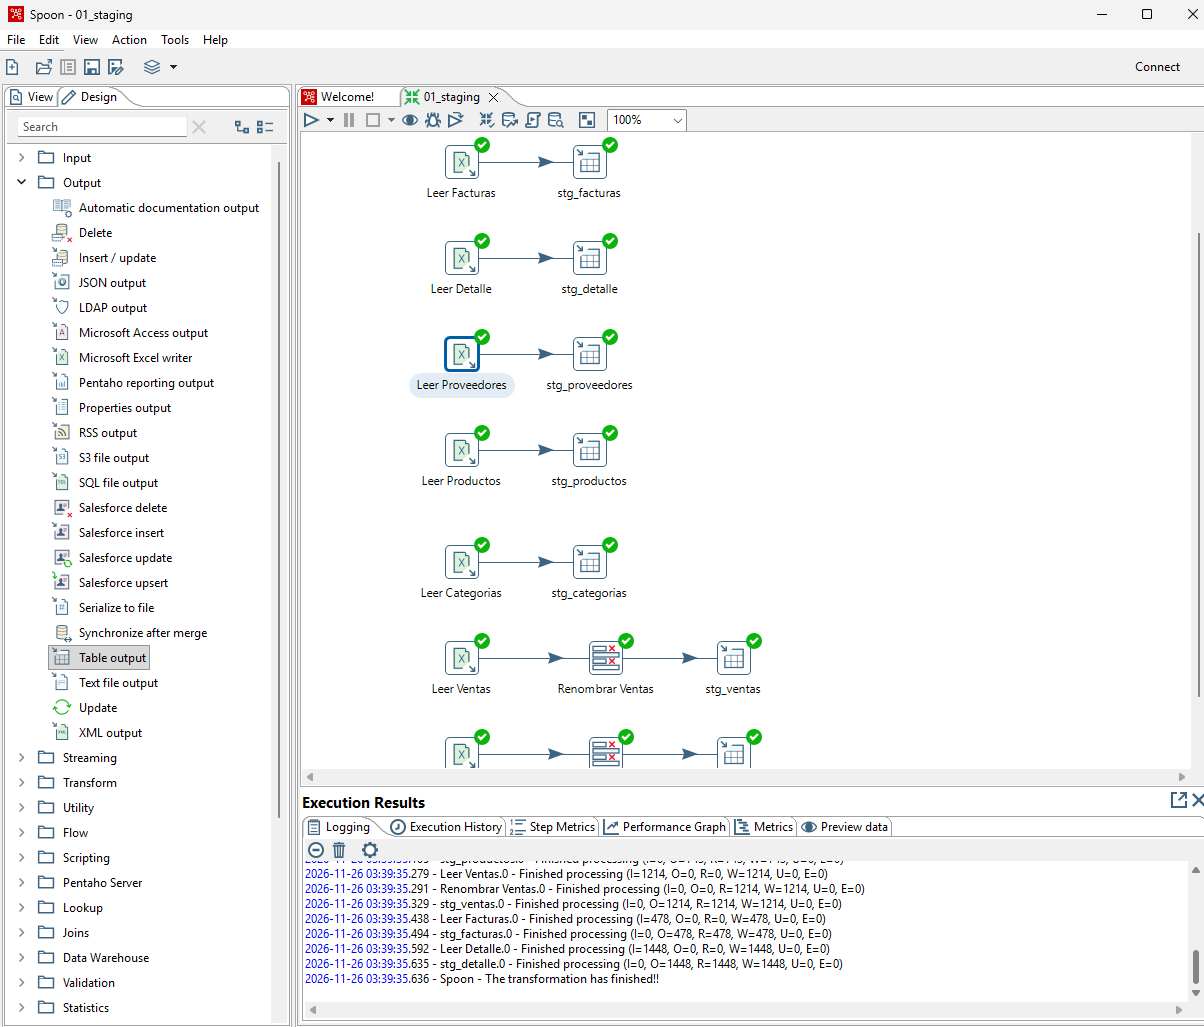 Spoon - 01_staging
File Edit View Action Tools Help
Connect
View Design
Search
Input
Output
Automatic documentation output
Delete
Insert / update
JSON output
LDAP output
Microsoft Access output
Microsoft Excel writer
Pentaho reporting output
Properties output
RSS output
S3 file output
SQL file output
Salesforce delete
Salesforce insert
Salesforce update
Salesforce upsert
Serialize to file
Synchronize after merge
Table output
Text file output
Update
XML output
Streaming
Transform
Utility
Flow
Scripting
Pentaho Server
Lookup
Joins
Data Warehouse
Validation
Statistics
Welcome! 01_staging
100%
Leer Facturas stg_facturas
Leer Detalle stg_detalle
Leer Proveedores stg_proveedores
Leer Productos stg_productos
Leer Categorias stg_categorias
Leer Ventas Renombrar Ventas stg_ventas
Execution Results
Logging Execution History Step Metrics Performance Graph Metrics Preview data
2026-11-26 03:39:35.279 - Leer Ventas.0 - Finished processing (I=1214, O=0, R=0, W=1214, U=0, E=0)
2026-11-26 03:39:35.291 - Renombrar Ventas.0 - Finished processing (I=0, O=0, R=1214, W=1214, U=0, E=0)
2026-11-26 03:39:35.329 - stg_ventas.0 - Finished processing (I=0, O=1214, R=1214, W=1214, U=0, E=0)
2026-11-26 03:39:35.438 - Leer Facturas.0 - Finished processing (I=478, O=0, R=0, W=478, U=0, E=0)
2026-11-26 03:39:35.494 - stg_facturas.0 - Finished processing (I=0, O=478, R=478, W=478, U=0, E=0)
2026-11-26 03:39:35.592 - Leer Detalle.0 - Finished processing (I=1448, O=0, R=0, W=1448, U=0, E=0)
2026-11-26 03:39:35.635 - stg_detalle.0 - Finished processing (I=0, O=1448, R=1448, W=1448, U=0, E=0)
2026-11-26 03:39:35.636 - Spoon - The transformation has finished!!